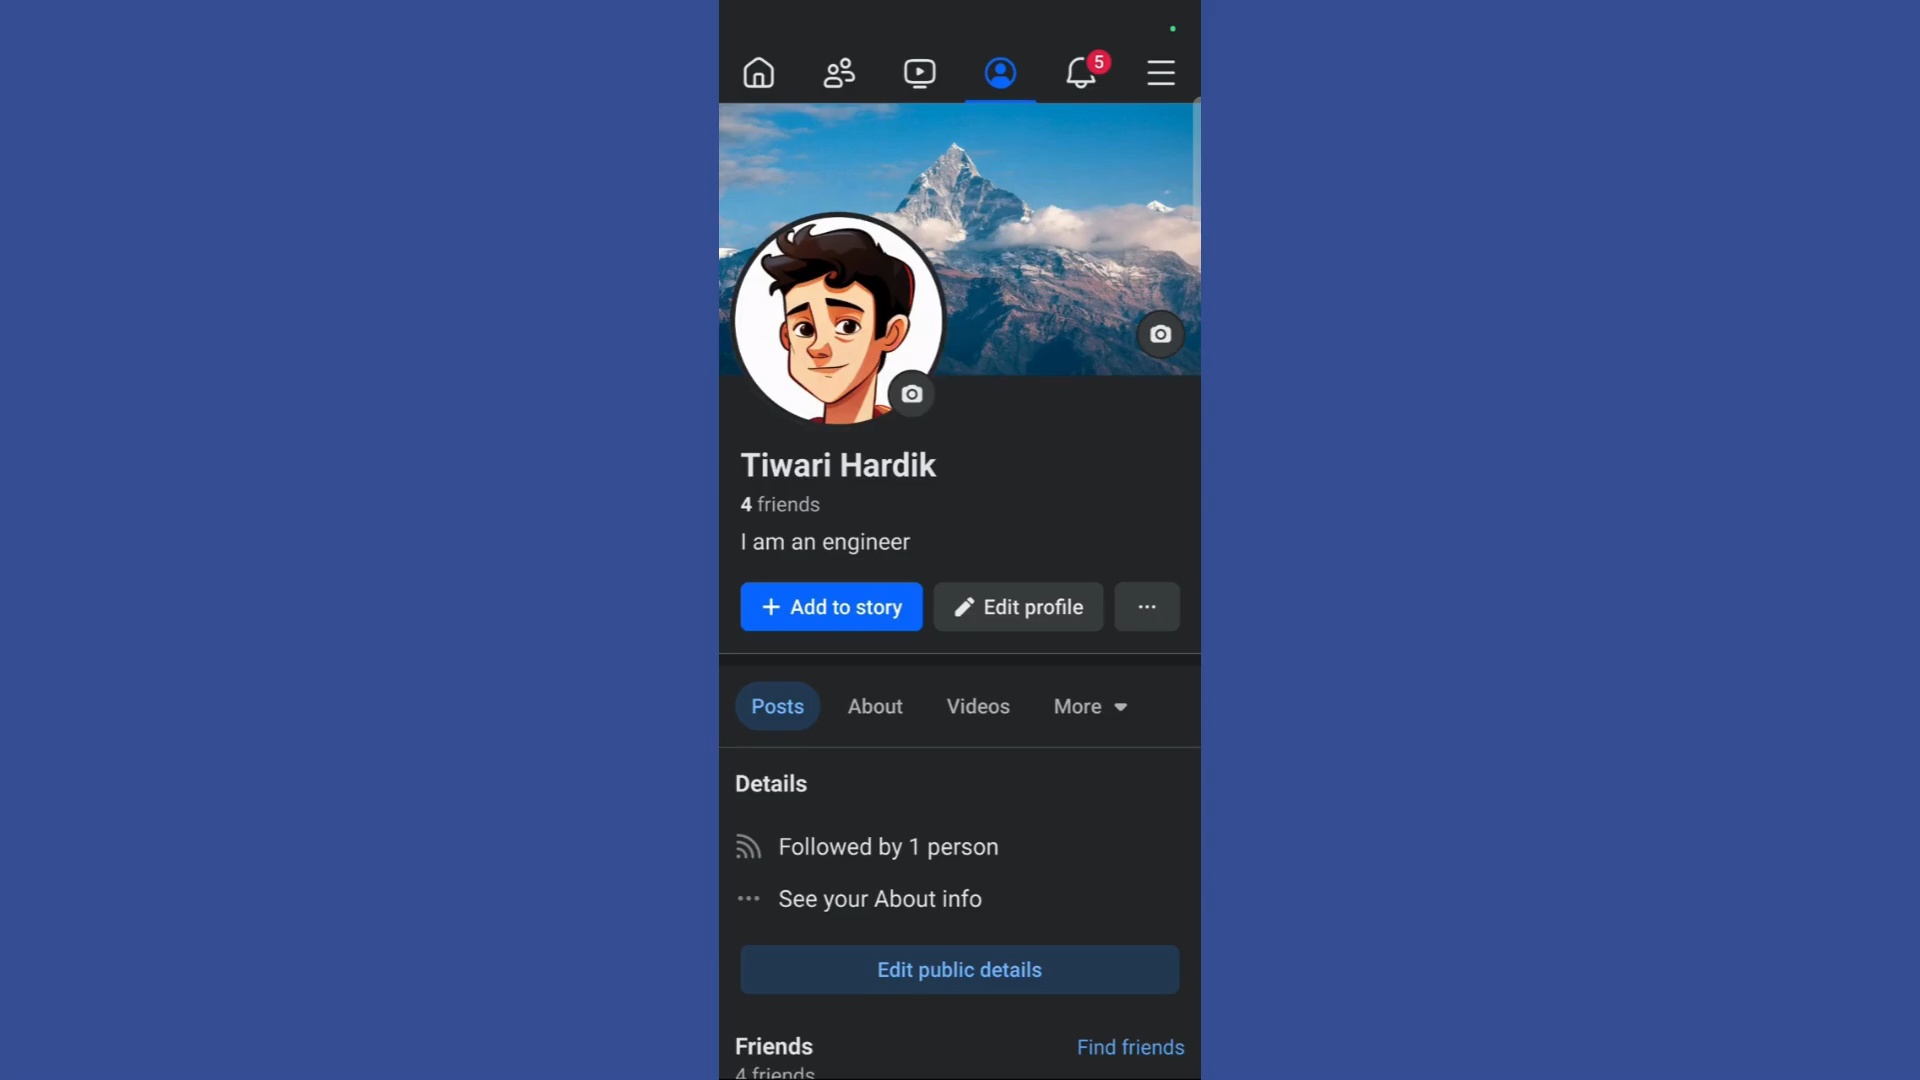 5
Tiwari Hardik
4 friends
I am an engineer
+ Add to story
Edit profile
...
Posts
About
Videos
More
Details
Followed by 1 person
See your About info
Edit public details
Friends
Find friends
4 friends